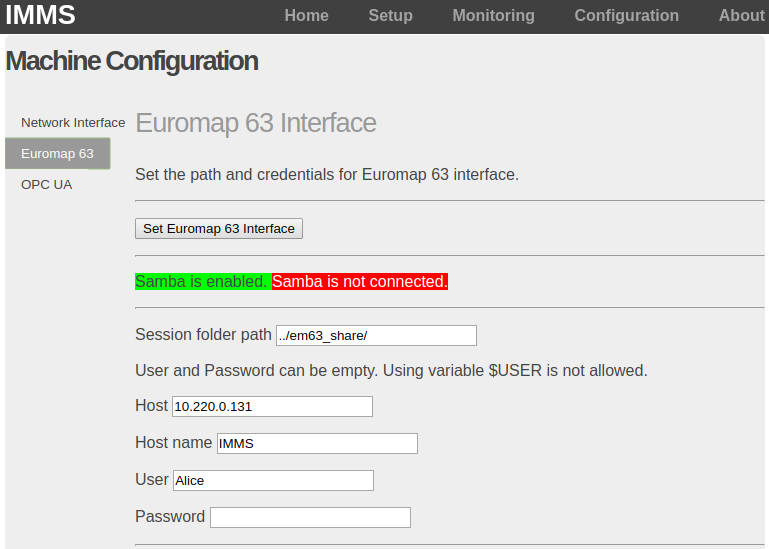 IMMS Home Setup Monitoring Configuration About
Machine Configuration
Network Interface
Euromap 63
OPC UA
Euromap 63 Interface
Set the path and credentials for Euromap 63 interface.
Set Euromap 63 Interface
Samba is enabled. Samba is not connected.
Session folder path ../em63_share/
User and Password can be empty. Using variable $USER is not allowed.
Host 10.220.0.131
Host name IMMS
User Alice
Password